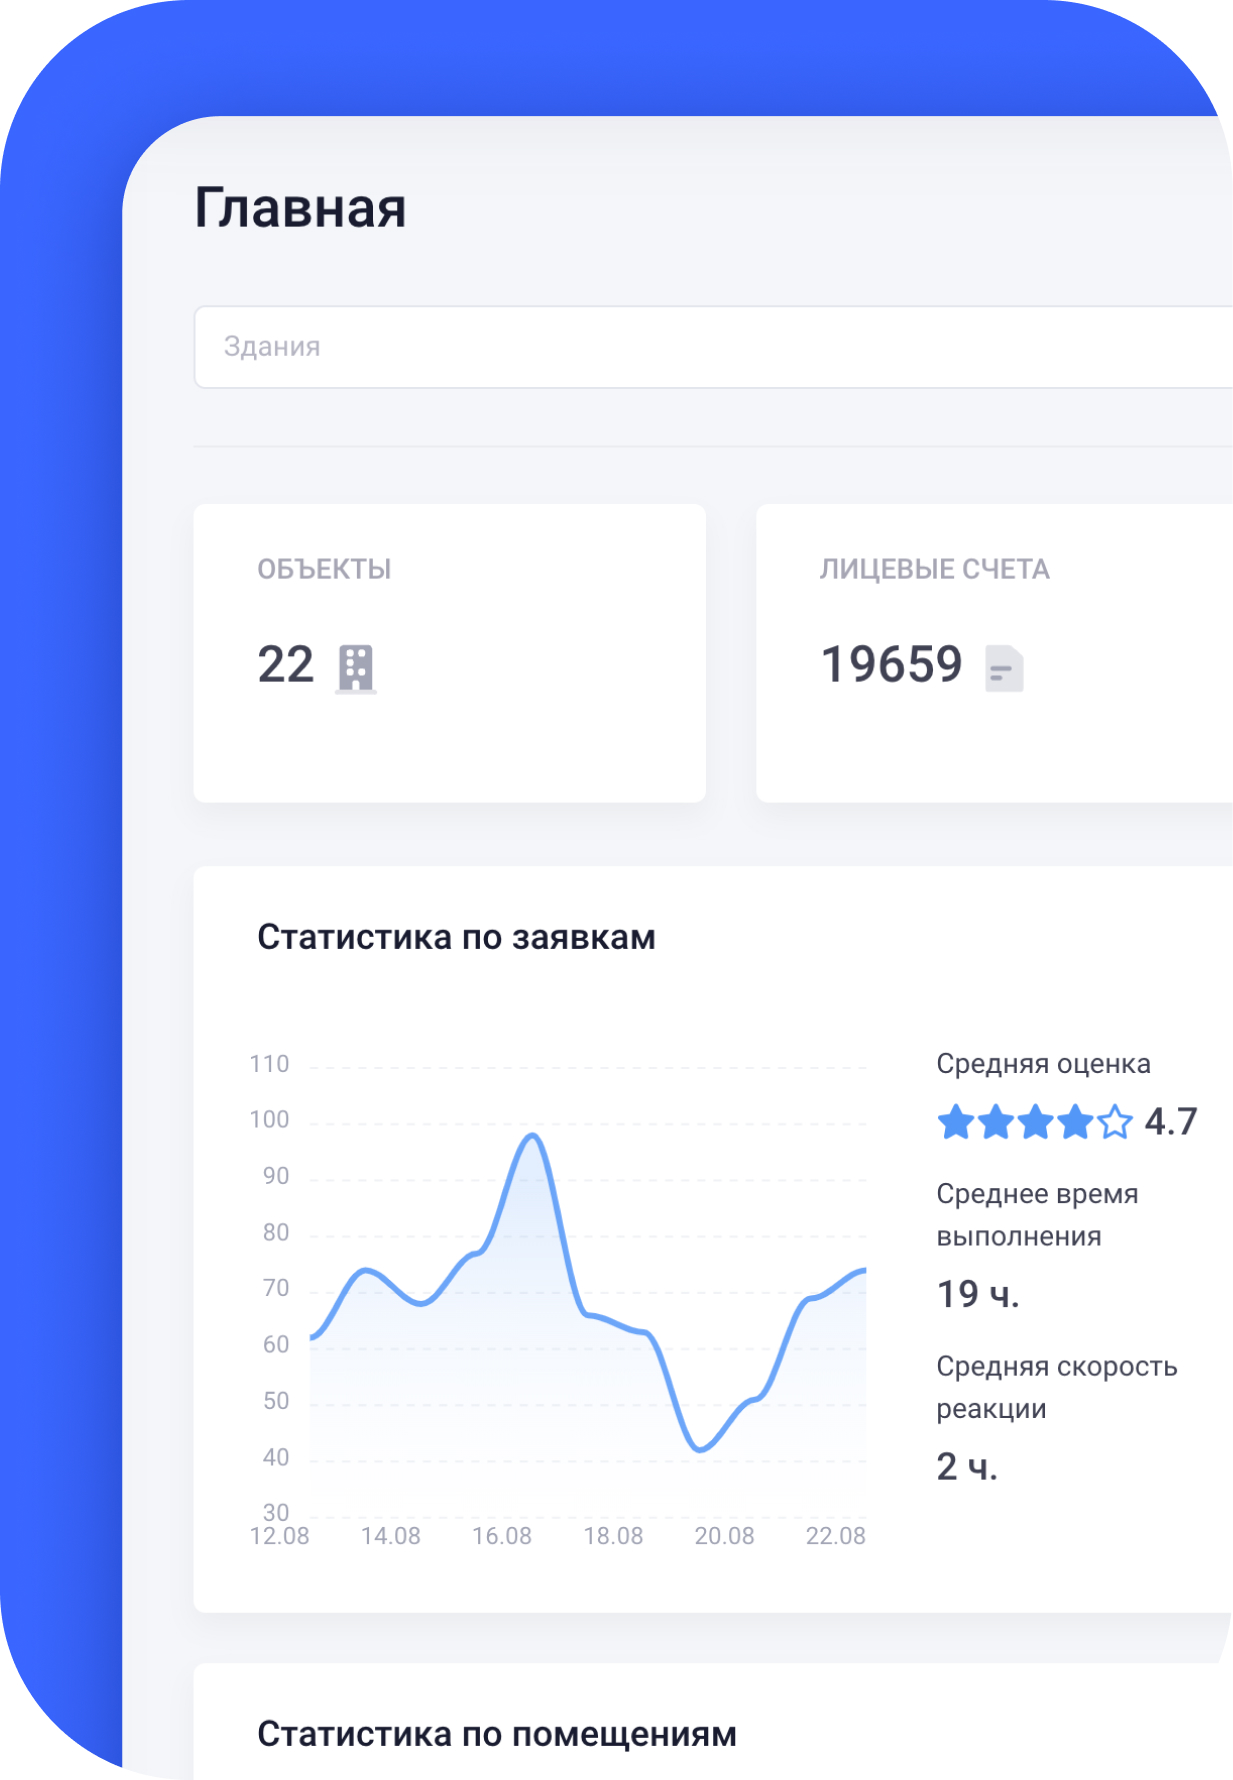 Главная
Здания
ОБЪЕКТЫ
22
ЛИЦЕВЫЕ СЧЕТА
19659
Статистика по заявкам
110
100
90
80
70
60
50
40
30
12.08 14.08 16.08 18.08 20.08 22.08
Средняя оценка
4.7
Среднее время
выполнения
19 ч.
Средняя скорость
реакции
2 ч.
Статистика по помещениям